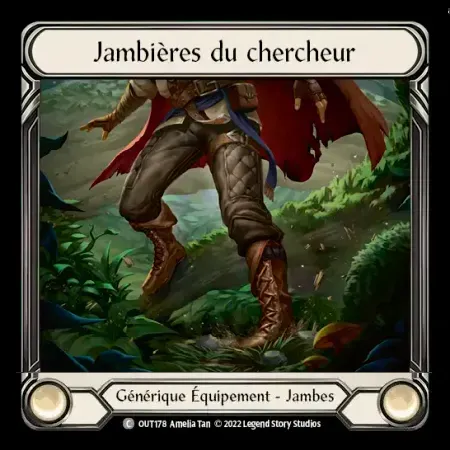 Jambières du chercheur
Générique Équipement - Jambes
C OUT178 Amelia Tan © 2022 Legend Story Studios